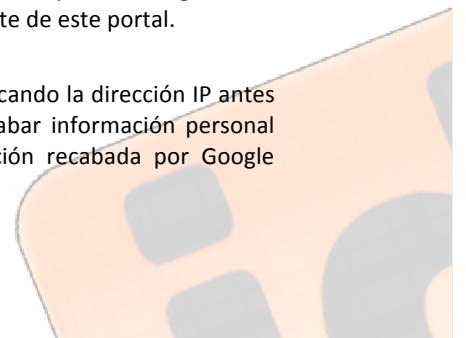 te de este portal.
cando la dirección IP antes
abar información personal
ción recabada por Google